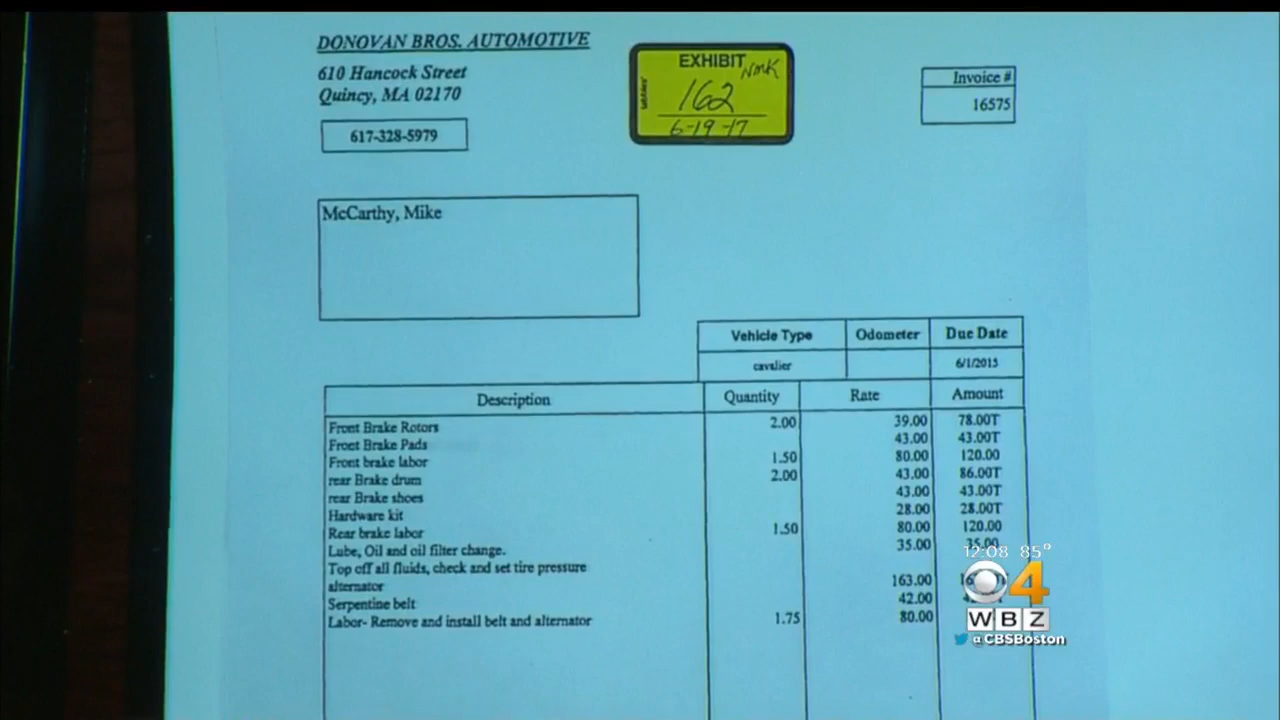 DONOVAN BROS. AUTOMOTIVE
610 Hancock Street
Quincy, MA 02170
617-328-5979
EXHIBIT
162
6-19-17
Invoice #
16575
McCarthy, Mike
Vehicle Type Odometer Due Date
cavalier 6/1/2015
Description Quantity Rate Amount
Front Brake Rotors 2.00 39.00 78.00T
Front Brake Pads 43.00 43.00T
Front brake labor 1.50 80.00 120.00
rear Brake drum 2.00 43.00 86.00T
rear Brake shoes 43.00 43.00T
Hardware kit 28.00 28.00T
Rear brake labor 1.50 80.00 120.00
Lube, Oil and oil filter change. 35.00 35.00
Top off all fluids, check and set tire pressure
alternator 163.00
Serpentine belt 42.00
Labor- Remove and install belt and alternator 1.75 80.00
12:08 85°
4
WBZ
@CBSBoston